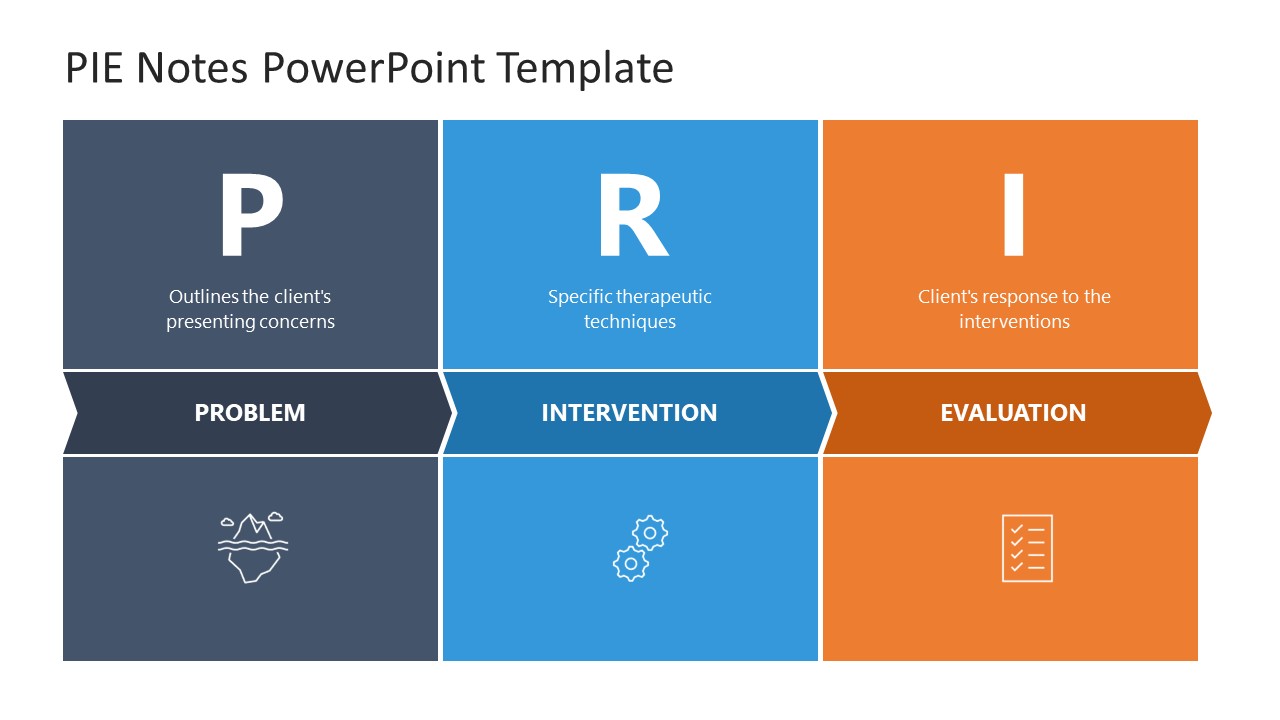 PIE Notes PowerPoint Template
P
Outlines the client's
presenting concerns
R
Specific therapeutic
techniques
I
Client's response to the
interventions
PROBLEM
INTERVENTION
EVALUATION